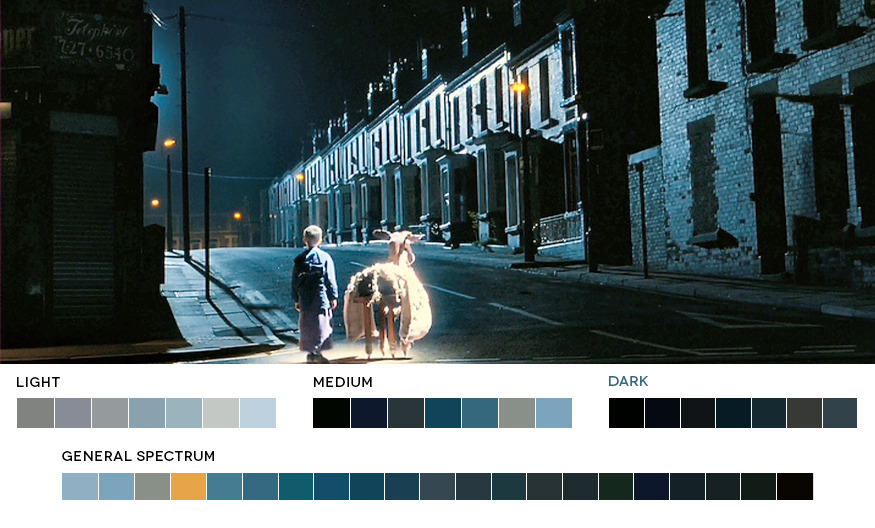 Telephone
727·6540
LIGHT
MEDIUM
DARK
GENERAL SPECTRUM